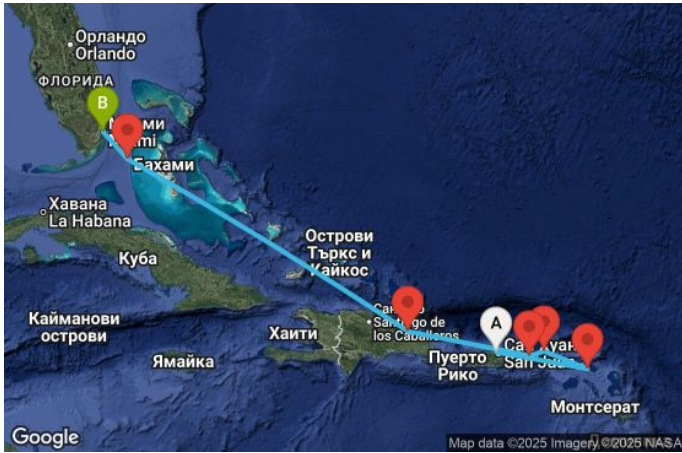 Орландо
Orlando
ФЛОРИДА
B
Бахами
Хавана
La Habana
Куба
Острови
Търкс и
Кайкос
Кайманови
острови
Ямайка
Хаити
Santiago de
los Caballeros
A
Пуерто
Рико
San Juan
Монтсерат
Google
Map data ©2025 Imagery ©2025 NASA